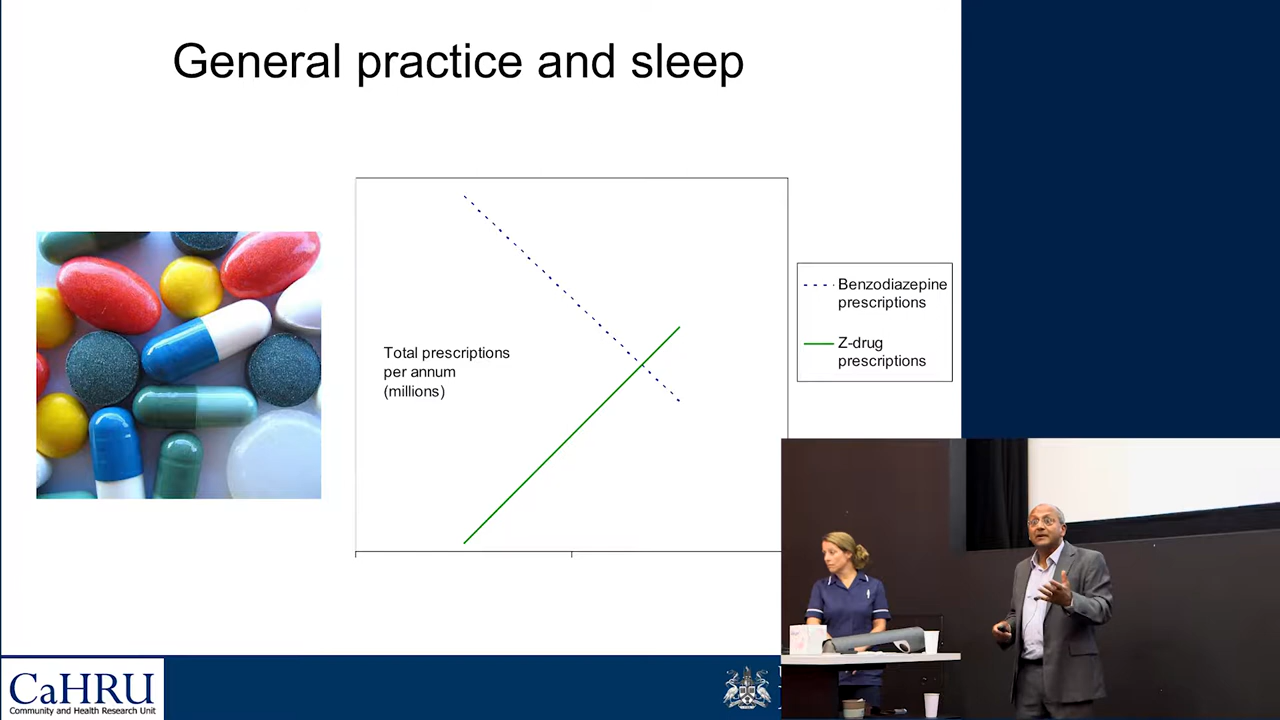 General practice and sleep
Total prescriptions
per annum
(millions)
Benzodiazepine
prescriptions
Z-drug
prescriptions
CaHRU
Community and Health Research Unit